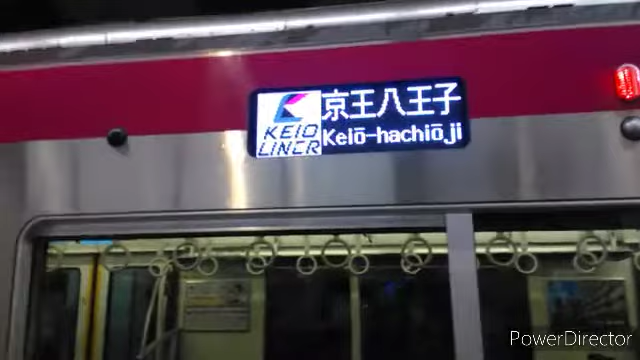 京王八王子
KEIO
LINER
Keiō-hachiōji
PowerDirector